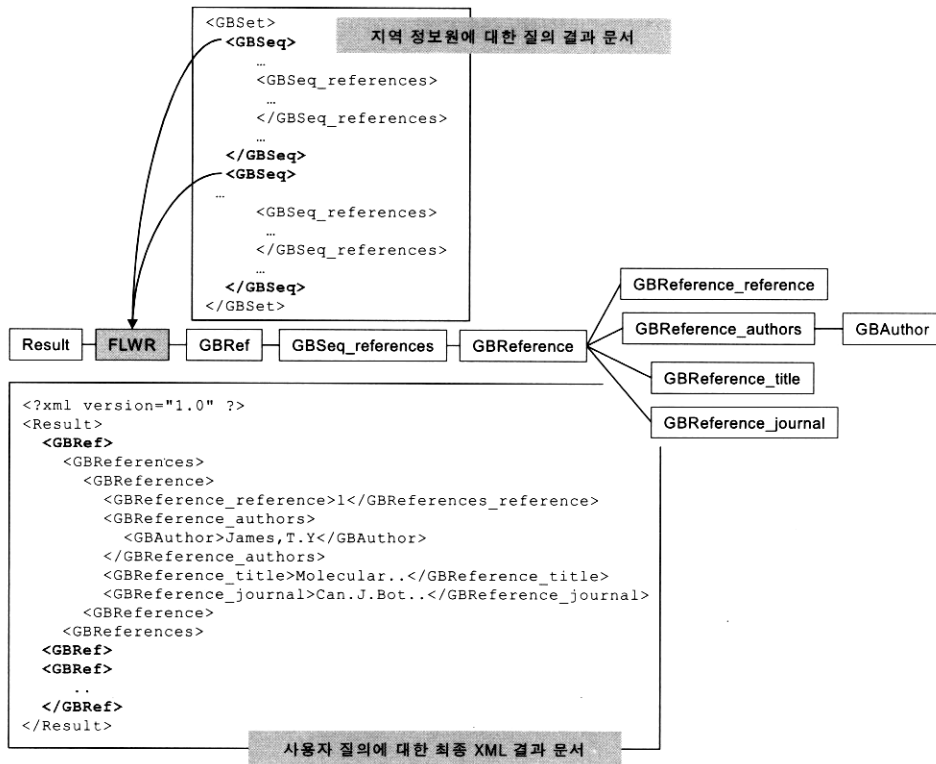 <GBSet>
지역 정보원에 대한 질의 결과 문서
<GBSeq>
…
<GBSeq_references>
…
</GBSeq_references>
…
</GBSeq>
<GBSeq>
…
<GBSeq_references>
…
</GBSeq_references>
…
</GBSeq>
</GBSet>
Result
FLWR
GBRef
GBSeq_references
GBReference
GBReference_reference
GBReference_authors
GBAuthor
GBReference_title
GBReference_journal
<?xml version="1.0" ?>
<Result>
<GBRef>
<GBReferences>
<GBReference>
<GBReference_reference>1</GBReferences_reference>
<GBReference_authors>
<GBAuthor>James,T.Y</GBAuthor>
</GBReference_authors>
<GBReference_title>Molecular..</GBReference_title>
<GBReference_journal>Can.J.Bot..</GBReference_journal>
<GBReference>
<GBReferences>
<GBRef>
<GBRef>
..
</GBRef>
</Result>
사용자 질의에 대한 최종 XML 결과 문서